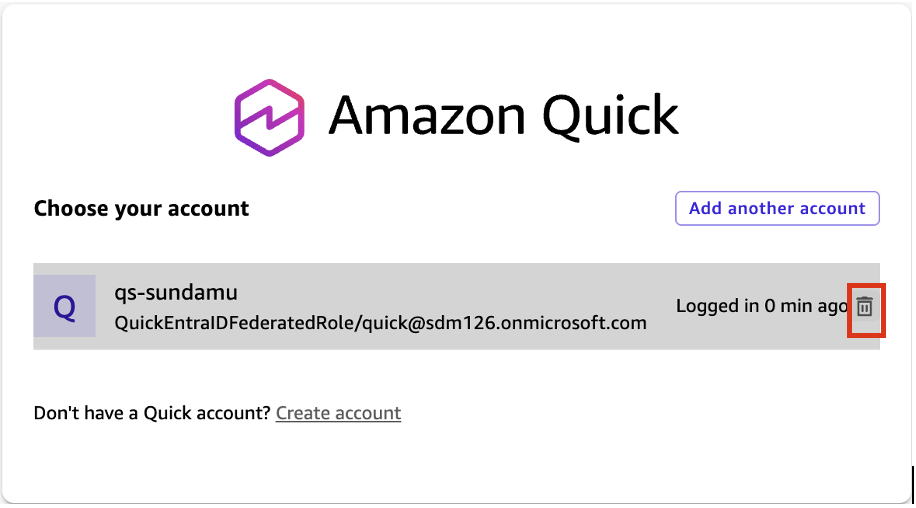 Amazon Quick
Choose your account
Add another account
Q
qs-sundamu
QuickEntraIDFederatedRole/quick@sdm126.onmicrosoft.com
Logged in 0 min ago
Don't have a Quick account? Create account